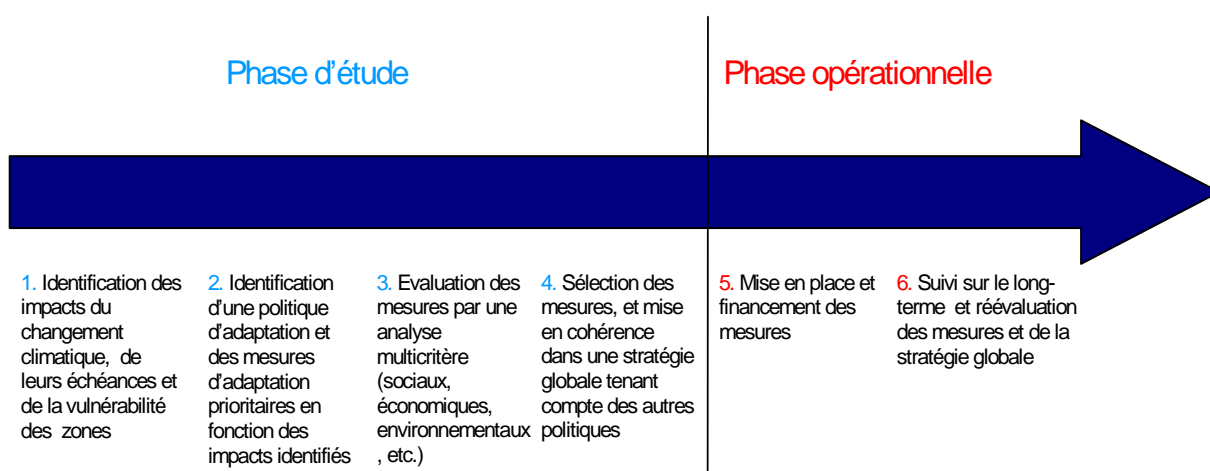 Phase d'étude
Phase opérationnelle
1. Identification des
impacts du
changement
climatique, de
leurs échéances et
de la vulnérabilité
des zones
2. Identification
d'une politique
d'adaptation et
des mesures
d'adaptation
prioritaires en
fonction des
impacts identifiés
3. Evaluation des
mesures par une
analyse
multicritère
(sociaux,
économiques,
environnementaux
, etc.)
4. Sélection des
mesures, et mise
en cohérence
dans une stratégie
globale tenant
compte des autres
politiques
5. Mise en place et
financement des
mesures
6. Suivi sur le long-
terme et réévaluation
des mesures et de la
stratégie globale